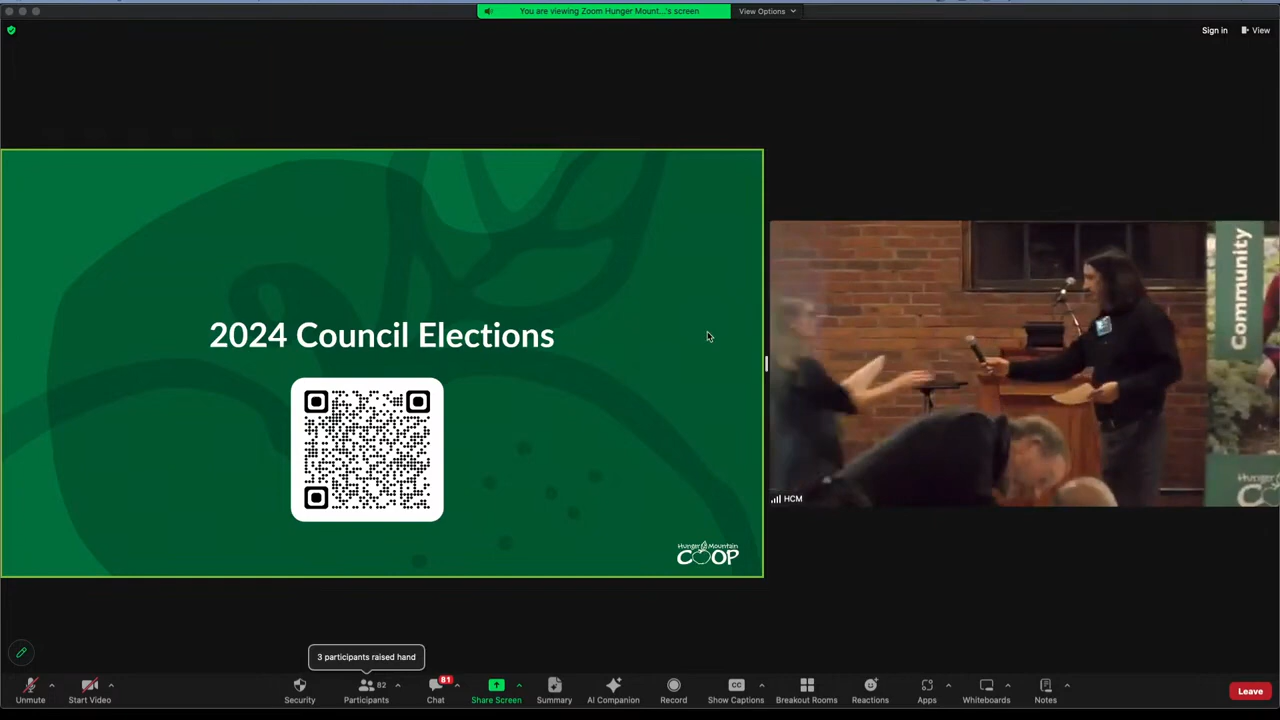 You are viewing Zoom Hunger Mount...'s screen
View Options
Sign in
View
2024 Council Elections
Hunger Mountain
COOP
Community
HCM
3 participants raised hand
Unmute
Start Video
Security
82
Participants
81
Chat
Share Screen
Summary
AI Companion
Record
CC
Show Captions
Breakout Rooms
Reactions
Apps
Whiteboards
Notes
Leave